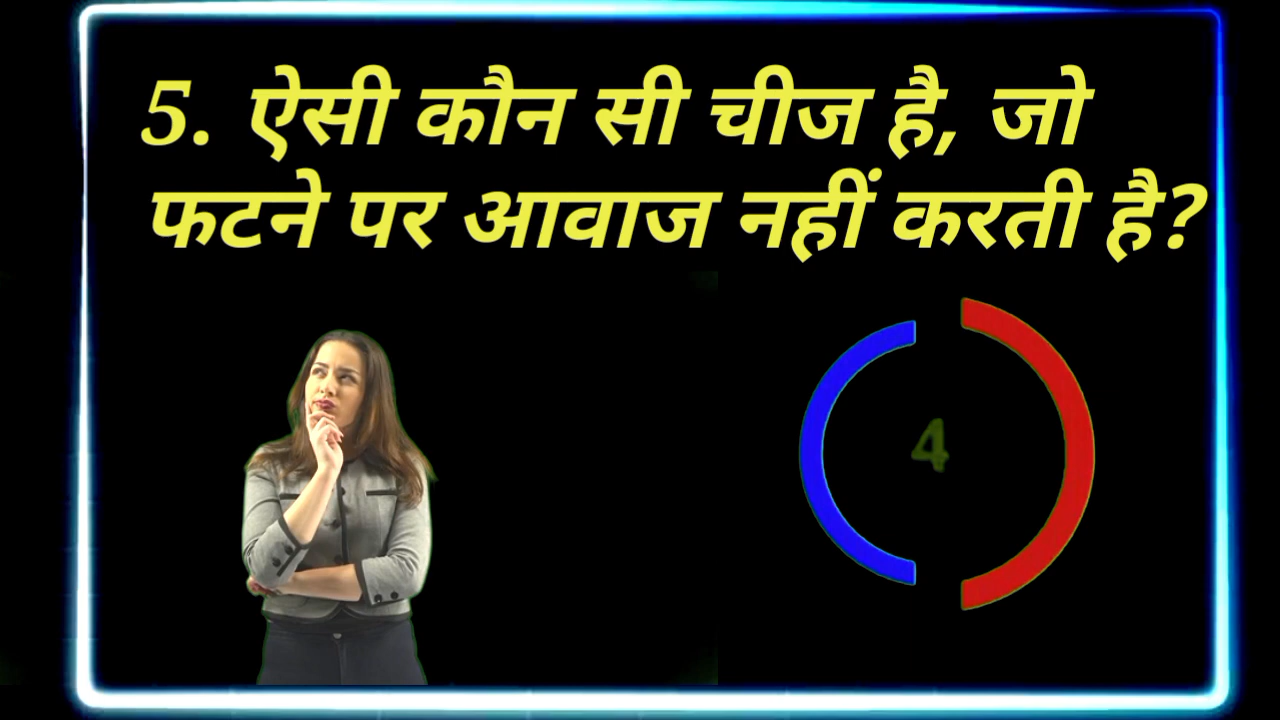 5. ऐसी कौन सी चीज है, जो
फटने पर आवाज नहीं करती है?
4